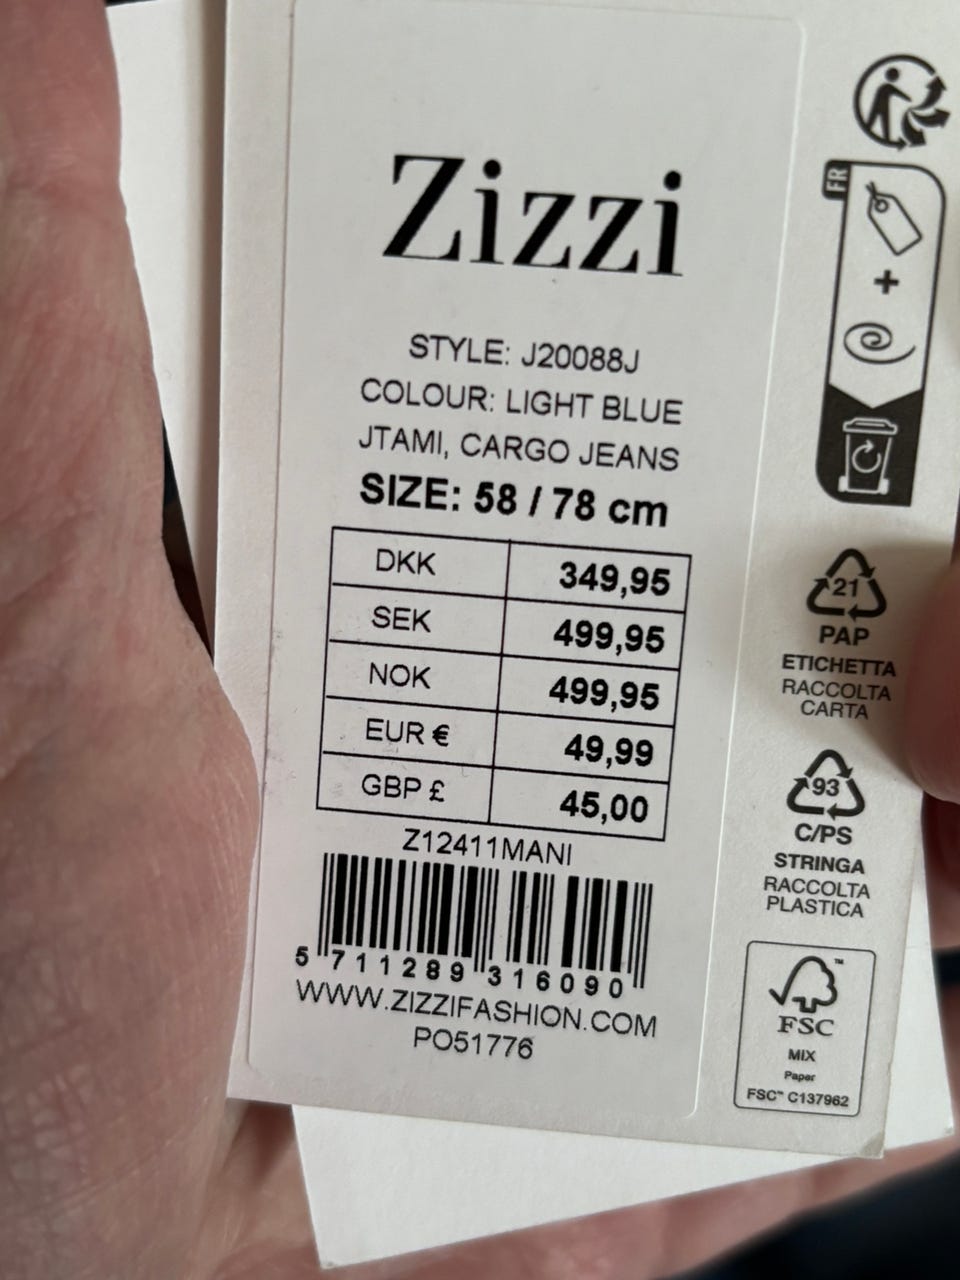 Zizzi
STYLE: J20088J
COLOUR: LIGHT BLUE
JTAMI, CARGO JEANS
SIZE: 58 / 78 cm
DKK 349,95
SEK 499,95
NOK 499,95
EUR € 49,99
GBP £ 45,00
Z12411MANI
5 711289 316090
WWW.ZIZZIFASHION.COM
PO51776
FR
+
21
PAP
ETICHETTA
RACCOLTA
CARTA
93
C/PS
STRINGA
RACCOLTA
PLASTICA
FSC™
MIX
Paper
FSC™ C137962